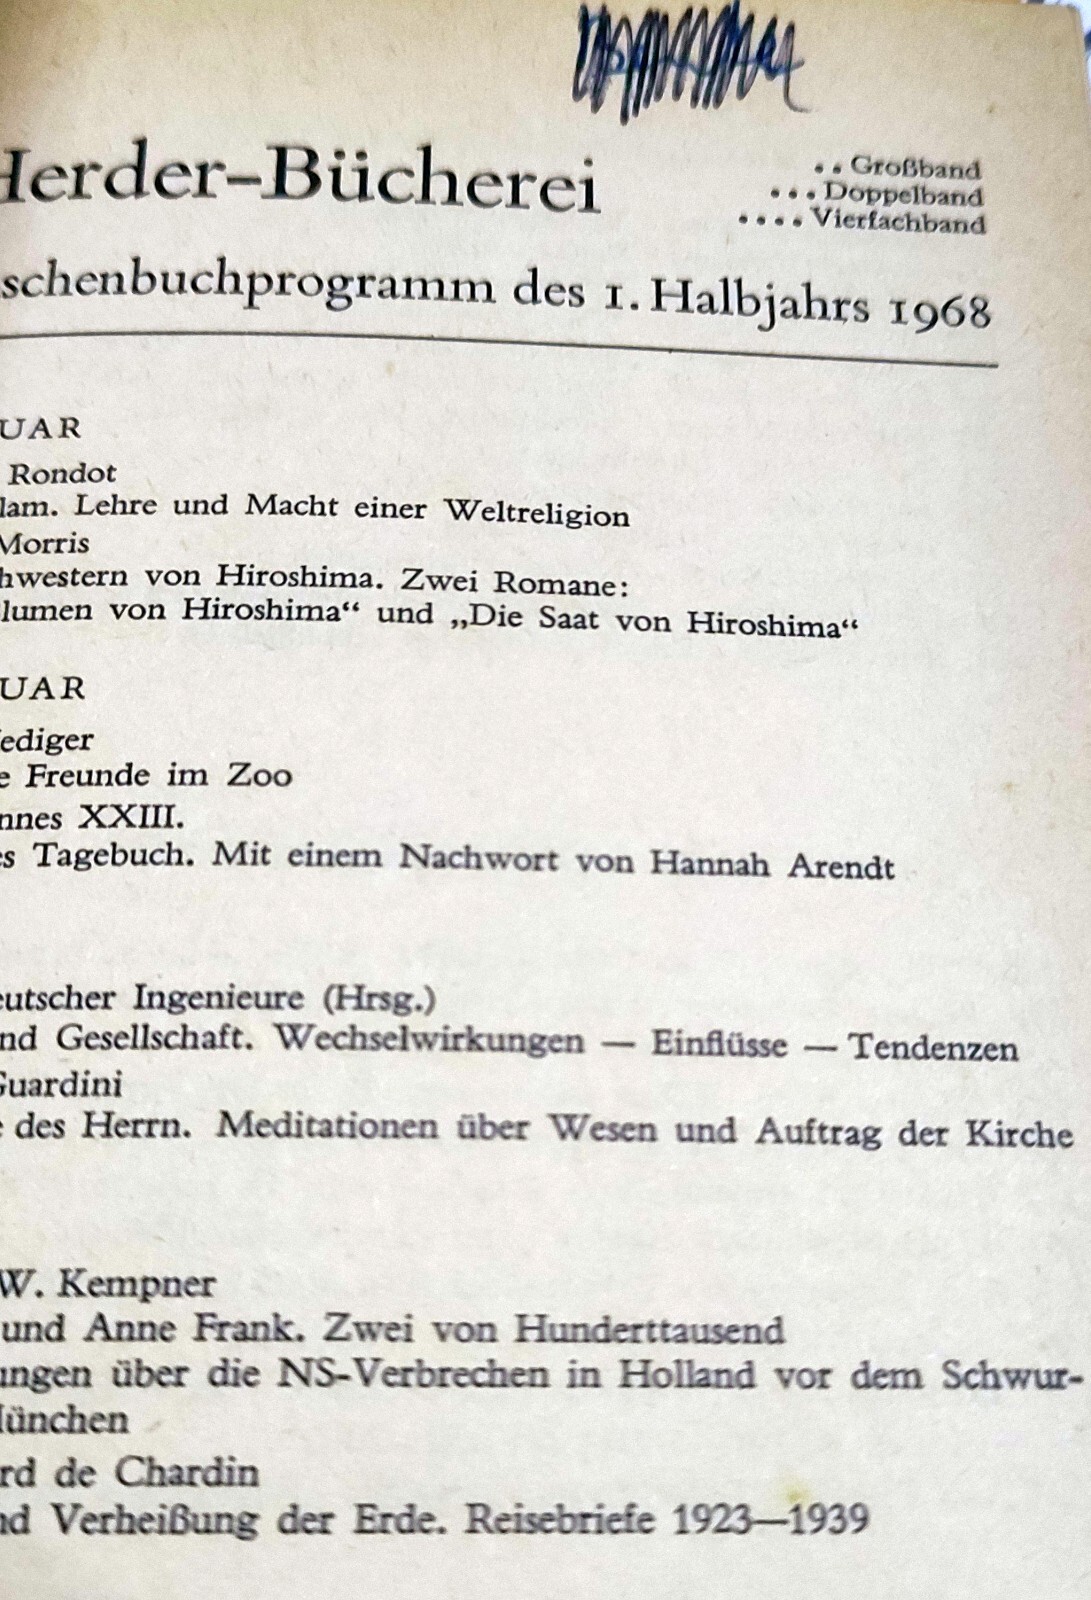 .. Großband
... Doppelband
.... Vierfachband
Herder-Bücherei
schenbuchprogramm des 1. Halbjahrs 1968
UAR
Rondot
lam. Lehre und Macht einer Weltreligion
Morris
hwestern von Hiroshima. Zwei Romane:
lumen von Hiroshima“ und „Die Saat von Hiroshima“
UAR
ediger
e Freunde im Zoo
nnes XXIII.
es Tagebuch. Mit einem Nachwort von Hannah Arendt
eutscher Ingenieure (Hrsg.)
nd Gesellschaft. Wechselwirkungen — Einflüsse — Tendenzen
Guardini
e des Herrn. Meditationen über Wesen und Auftrag der Kirche
W. Kempner
und Anne Frank. Zwei von Hunderttausend
ungen über die NS-Verbrechen in Holland vor dem Schwur-
München
rd de Chardin
nd Verheißung der Erde. Reisebriefe 1923—1939